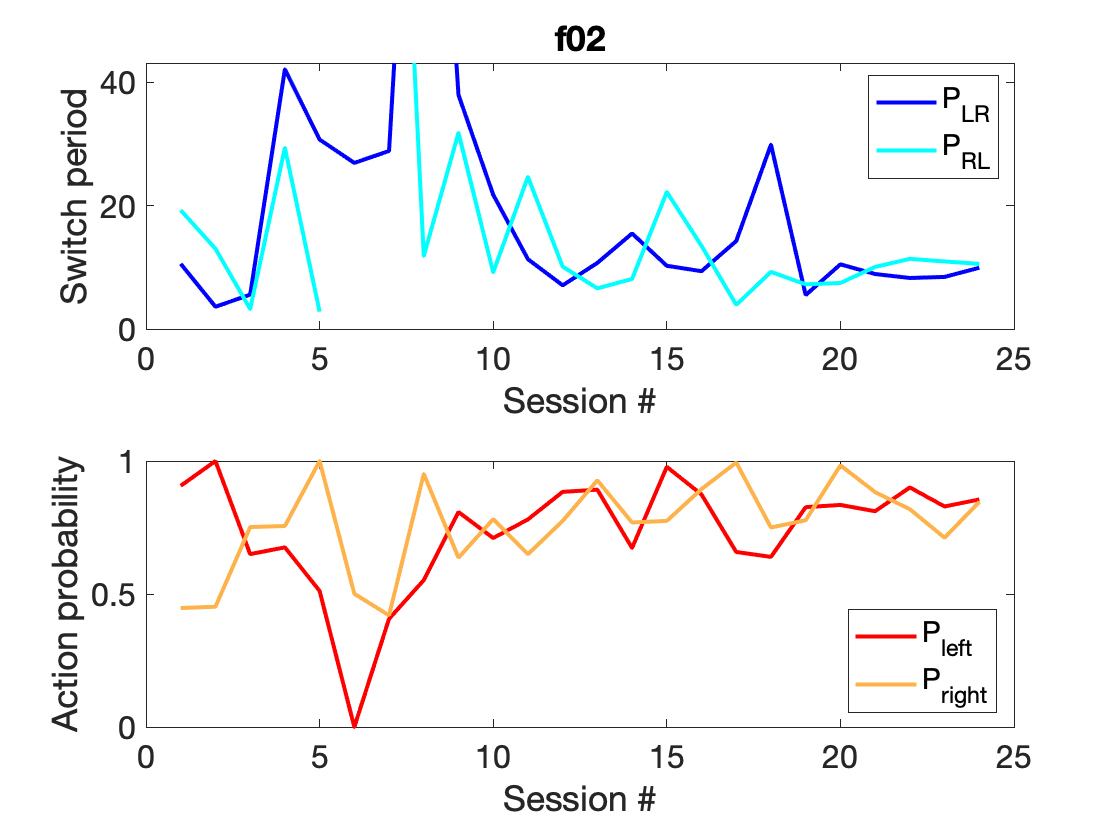 f02
Switch period
40
20
0
P_LR
P_RL
0 5 10 15 20 25
Session #
Action probability
1
0.5
0
P_left
P_right
0 5 10 15 20 25
Session #